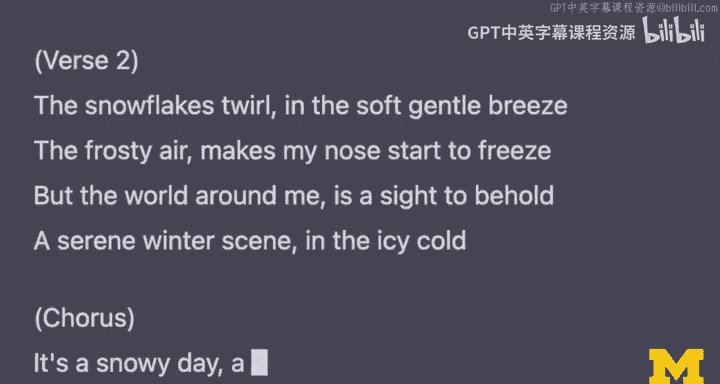 GPT中英字幕课程资源@bilibili.com
GPT中英字幕课程资源 bilibili
(Verse 2)
The snowflakes twirl, in the soft gentle breeze
The frosty air, makes my nose start to freeze
But the world around me, is a sight to behold
A serene winter scene, in the icy cold
(Chorus)
It's a snowy day, a
M